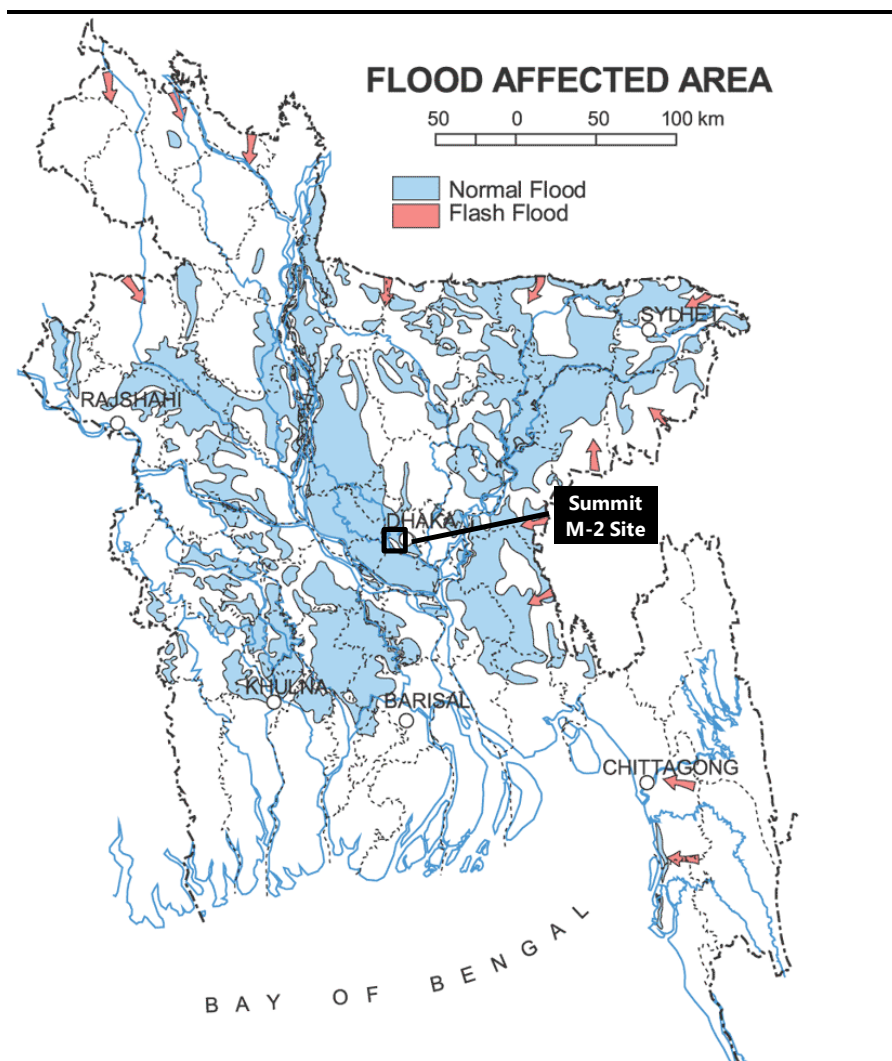 FLOOD AFFECTED AREA
50 0 50 100 km
Normal Flood
Flash Flood
SYLHET
RAJSHAHI
Summit
M-2 Site
DHAKA
KHULNA
BARISAL
CHITTAGONG
BAY OF BENGAL